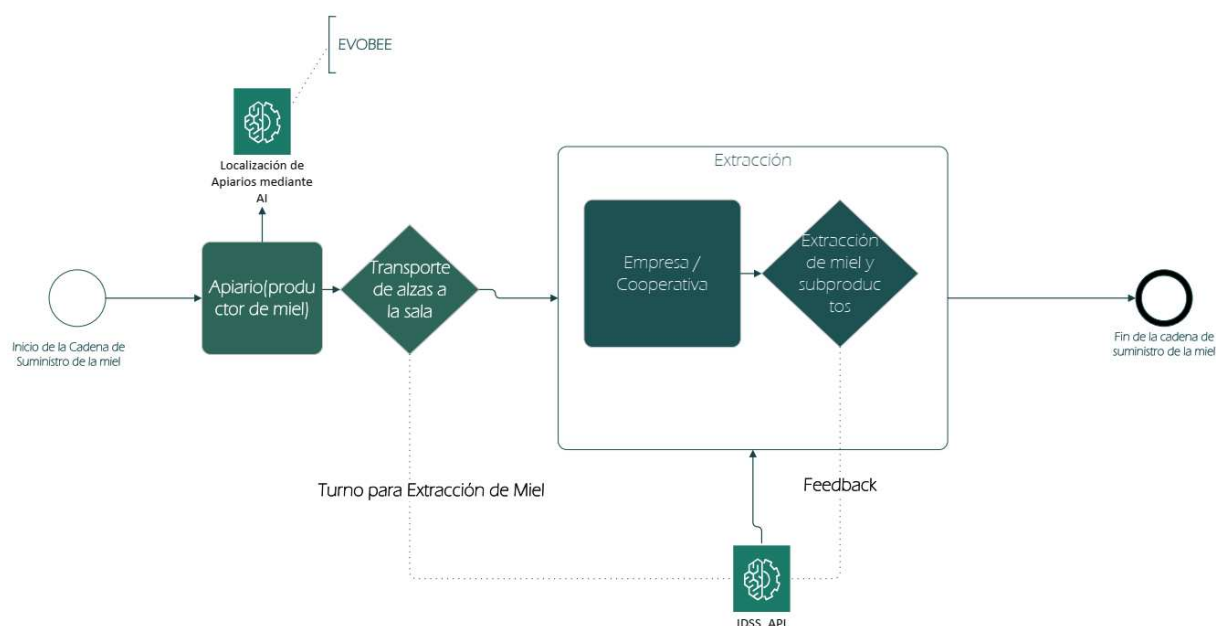 EVOBEE
Localización de
Apiarios mediante
AI
Extracción
Apiario(produ
ctor de miel)
Transporte
de alzas a
la sala
Empresa /
Cooperativa
Extracción
de miel y
subproduc
tos
Inicio de la Cadena de
Suministro de la miel
Fin de la cadena de
suministro de la miel
Turno para Extracción de Miel
Feedback
IDSS_API